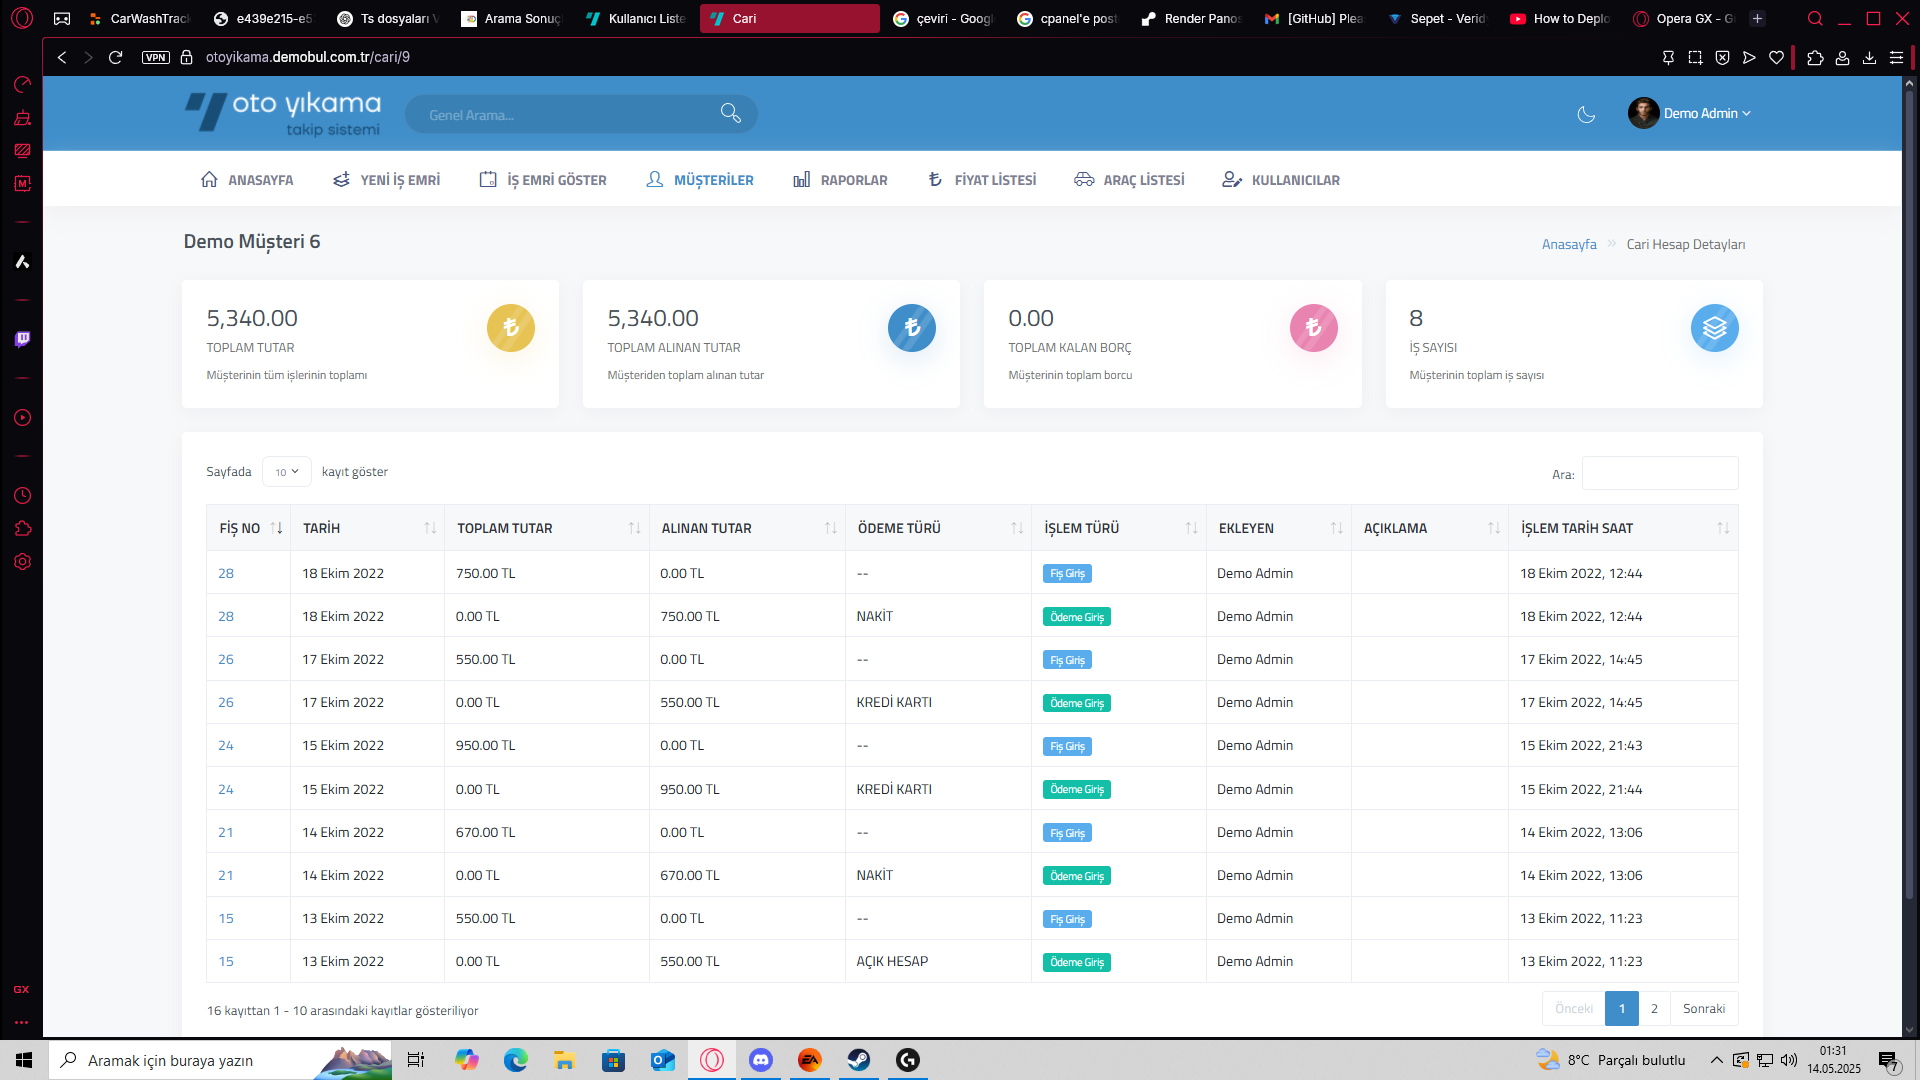 CarWashTrack
e439e215-e5
Ts dosyaları V
Arama Sonuç
Kullanıcı Liste
Cari
çeviri - Googl
cpanel'e post
Render Panos
[GitHub] Plea
Sepet - Verid
How to Deplo
Opera GX - G
VPN
otoyikama.demobul.com.tr/cari/9
oto yıkama
takip sistemi
Genel Arama...
Demo Admin
ANASAYFA
YENİ İŞ EMRİ
İŞ EMRİ GÖSTER
MÜŞTERİLER
RAPORLAR
FİYAT LİSTESİ
ARAÇ LİSTESİ
KULLANICILAR
Demo Müşteri 6
Anasayfa » Cari Hesap Detayları
5,340.00
TOPLAM TUTAR
Müşterinin tüm işlerinin toplamı
5,340.00
TOPLAM ALINAN TUTAR
Müşteriden toplam alınan tutar
0.00
TOPLAM KALAN BORÇ
Müşterinin toplam borcu
8
İŞ SAYISI
Müşterinin toplam iş sayısı
Sayfada 10 kayıt göster
Ara:
FİŞ NO TARİH TOPLAM TUTAR ALINAN TUTAR ÖDEME TÜRÜ İŞLEM TÜRÜ EKLEYEN AÇIKLAMA İŞLEM TARİH SAAT
28 18 Ekim 2022 750.00 TL 0.00 TL -- Fiş Giriş Demo Admin 18 Ekim 2022, 12:44
28 18 Ekim 2022 0.00 TL 750.00 TL NAKİT Ödeme Giriş Demo Admin 18 Ekim 2022, 12:44
26 17 Ekim 2022 550.00 TL 0.00 TL -- Fiş Giriş Demo Admin 17 Ekim 2022, 14:45
26 17 Ekim 2022 0.00 TL 550.00 TL KREDİ KARTI Ödeme Giriş Demo Admin 17 Ekim 2022, 14:45
24 15 Ekim 2022 950.00 TL 0.00 TL -- Fiş Giriş Demo Admin 15 Ekim 2022, 21:43
24 15 Ekim 2022 0.00 TL 950.00 TL KREDİ KARTI Ödeme Giriş Demo Admin 15 Ekim 2022, 21:44
21 14 Ekim 2022 670.00 TL 0.00 TL -- Fiş Giriş Demo Admin 14 Ekim 2022, 13:06
21 14 Ekim 2022 0.00 TL 670.00 TL NAKİT Ödeme Giriş Demo Admin 14 Ekim 2022, 13:06
15 13 Ekim 2022 550.00 TL 0.00 TL -- Fiş Giriş Demo Admin 13 Ekim 2022, 11:23
15 13 Ekim 2022 0.00 TL 550.00 TL AÇIK HESAP Ödeme Giriş Demo Admin 13 Ekim 2022, 11:23
16 kayıttan 1 - 10 arasındaki kayıtlar gösteriliyor
Önceki 1 2 Sonraki
GX
Aramak için buraya yazın
8°C Parçalı bulutlu
01:31
14.05.2025
7